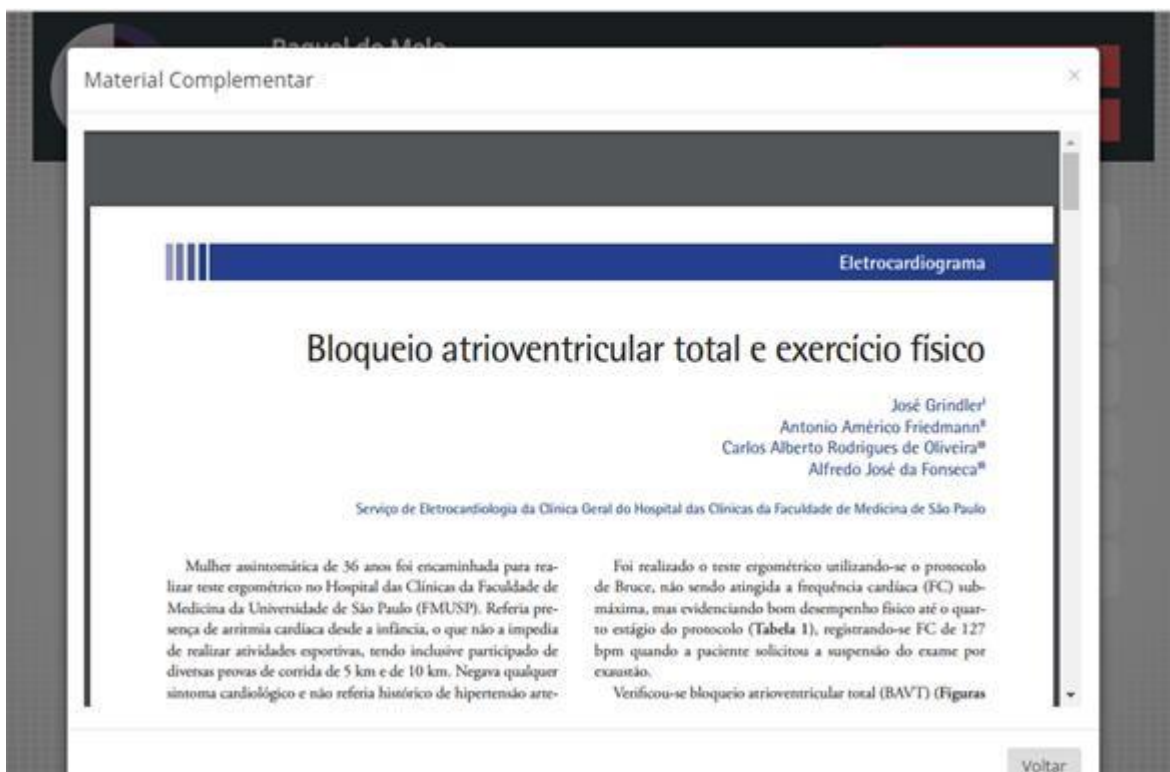 Raquel de Melo
Material Complementar
×
Eletrocardiograma
Bloqueio atrioventricular total e exercício físico
José Grindler^I
Antonio Américo Friedmann^II
Carlos Alberto Rodrigues de Oliveira^III
Alfredo José da Fonseca^III
Serviço de Eletrocardiologia da Clínica Geral do Hospital das Clínicas da Faculdade de Medicina de São Paulo
Mulher assintomática de 36 anos foi encaminhada para rea-
lizar teste ergométrico no Hospital das Clínicas da Faculdade de
Medicina da Universidade de São Paulo (FMUSP). Referia pre-
sença de arritmia cardíaca desde a infância, o que não a impedia
de realizar atividades esportivas, tendo inclusive participado de
diversas provas de corrida de 5 km e de 10 km. Negava qualquer
sintoma cardiológico e não referia histórico de hipertensão arte-
Foi realizado o teste ergométrico utilizando-se o protocolo
de Bruce, não sendo atingida a frequência cardíaca (FC) sub-
máxima, mas evidenciando bom desempenho físico até o quar-
to estágio do protocolo (Tabela 1), registrando-se FC de 127
bpm quando a paciente solicitou a suspensão do exame por
exaustão.
Verificou-se bloqueio atrioventricular total (BAVT) (Figuras
Voltar